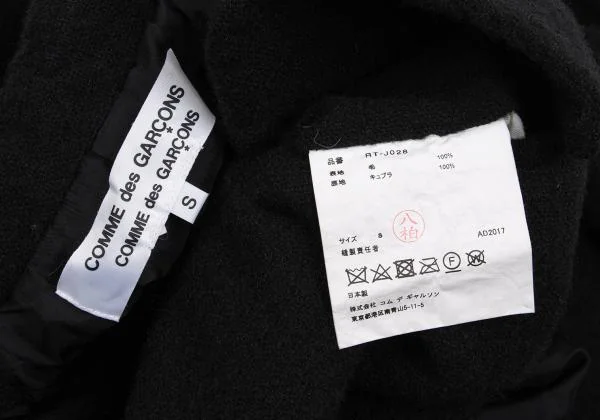 COMME des GARÇONS
*
COMME des GARÇONS
*
S
品番 RT-J028
表地 毛 100%
裏地 キュプラ 100%
八柏
サイズ S
縫製責任者 AD2017
日本製
株式会社 コム デ ギャルソン
東京都港区南青山5-11-5